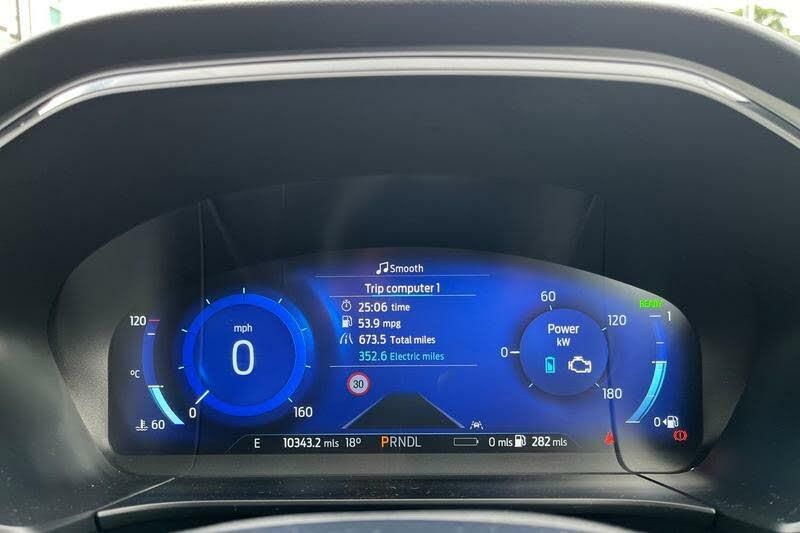 Smooth
Trip computer 1
25:06 time
53.9 mpg
673.5 Total miles
352.6 Electric miles
30
120
°C
60
mph
0
0
160
60
0
120
180
Power
kW
READY
1
0
E 10343.2 mls 18° PRNDL 0 mls 282 mls